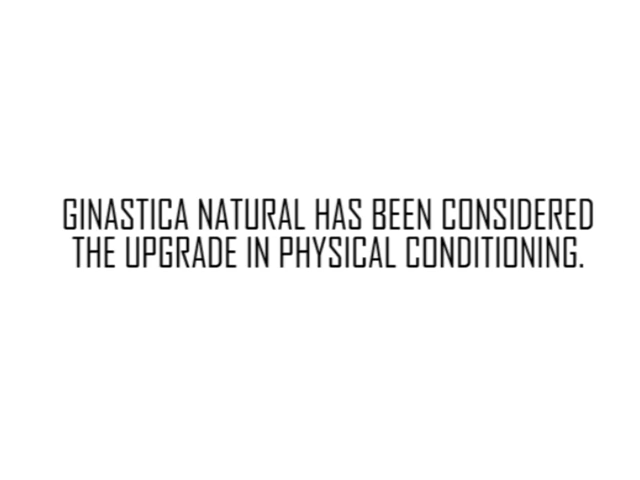 GINASTICA NATURAL HAS BEEN CONSIDERED
THE UPGRADE IN PHYSICAL CONDITIONING.